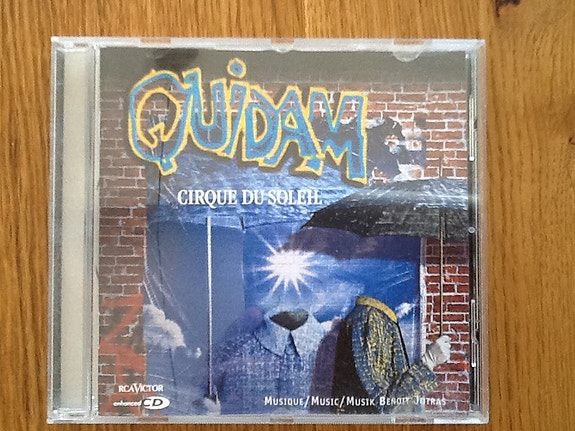 QUIDAM
CIRQUE DU SOLEIL
RCA VICTOR
enhanced CD
MUSIQUE/MUSIC/MUSIK BENOIT JUTRAS